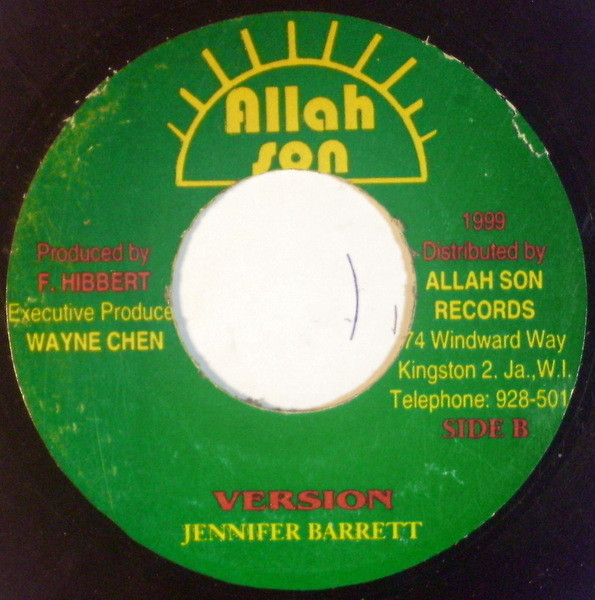 Allah
son
Produced by
F. HIBBERT
Executive Produce
WAYNE CHEN
1999
Distributed by
ALLAH SON
RECORDS
74 Windward Way
Kingston 2. Ja.,W.I.
Telephone: 928-501
SIDE B
VERSION
JENNIFER BARRETT